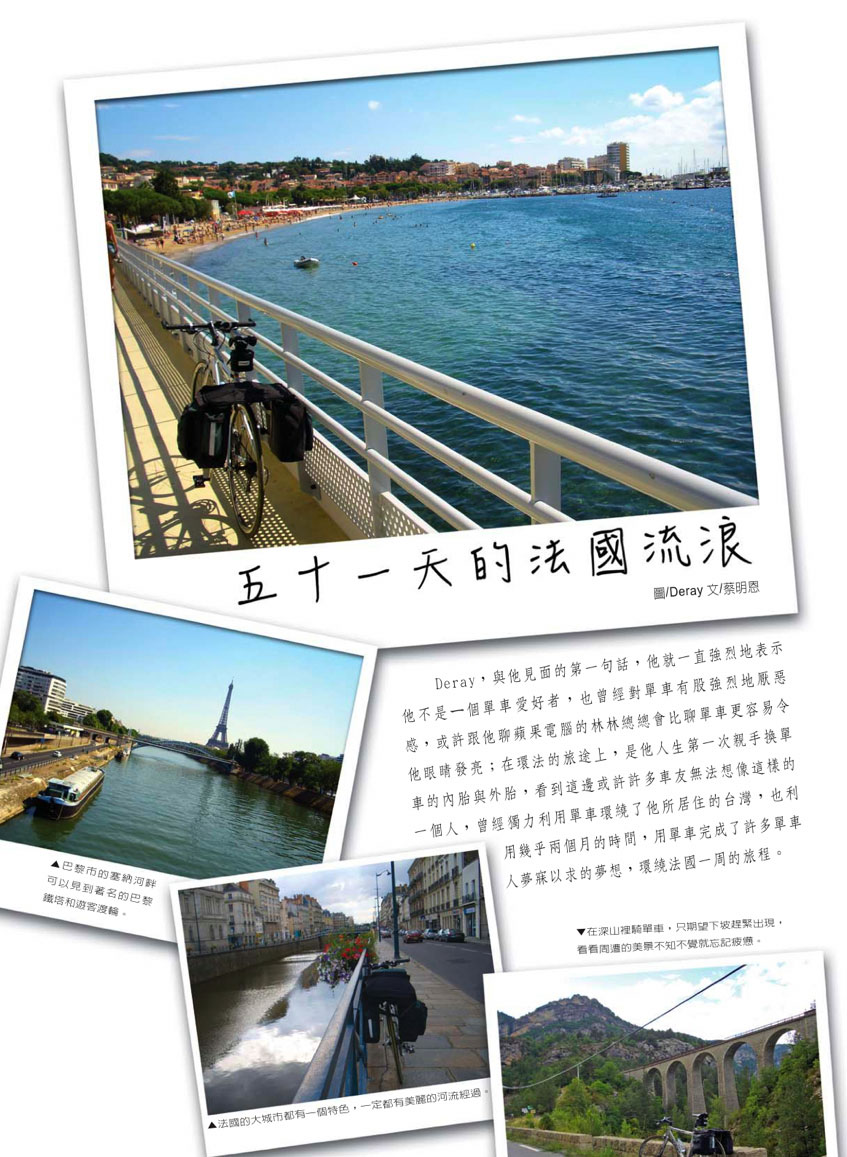 五十一天的法國流浪
圖/Deray 文/蔡明恩
Deray，與他見面的第一句話，他就一直強烈地表示
他不是一個單車愛好者，也曾經對單車有股強烈地厭惡
感，或許跟他聊蘋果電腦的林林總總會比聊單車更容易令
他眼睛發亮；在環法的旅途上，是他人生第一次親手換單
車的內胎與外胎，看到這邊或許許多車友無法想像這樣的
一個人，曾經獨力利用單車環繞了他所居住的台灣，也利
用幾乎兩個月的時間，用單車完成了許多單車
人夢寐以求的夢想，環繞法國一周的旅程。
▲巴黎市的塞納河畔
可以見到著名的巴黎
鐵塔和遊客渡輪。
▼在深山裡騎單車，只期望下坡趕緊出現，
看看周遭的美景不知不覺就忘記疲憊。
▲法國的大城市都有一個特色，一定都有美麗的河流經過。